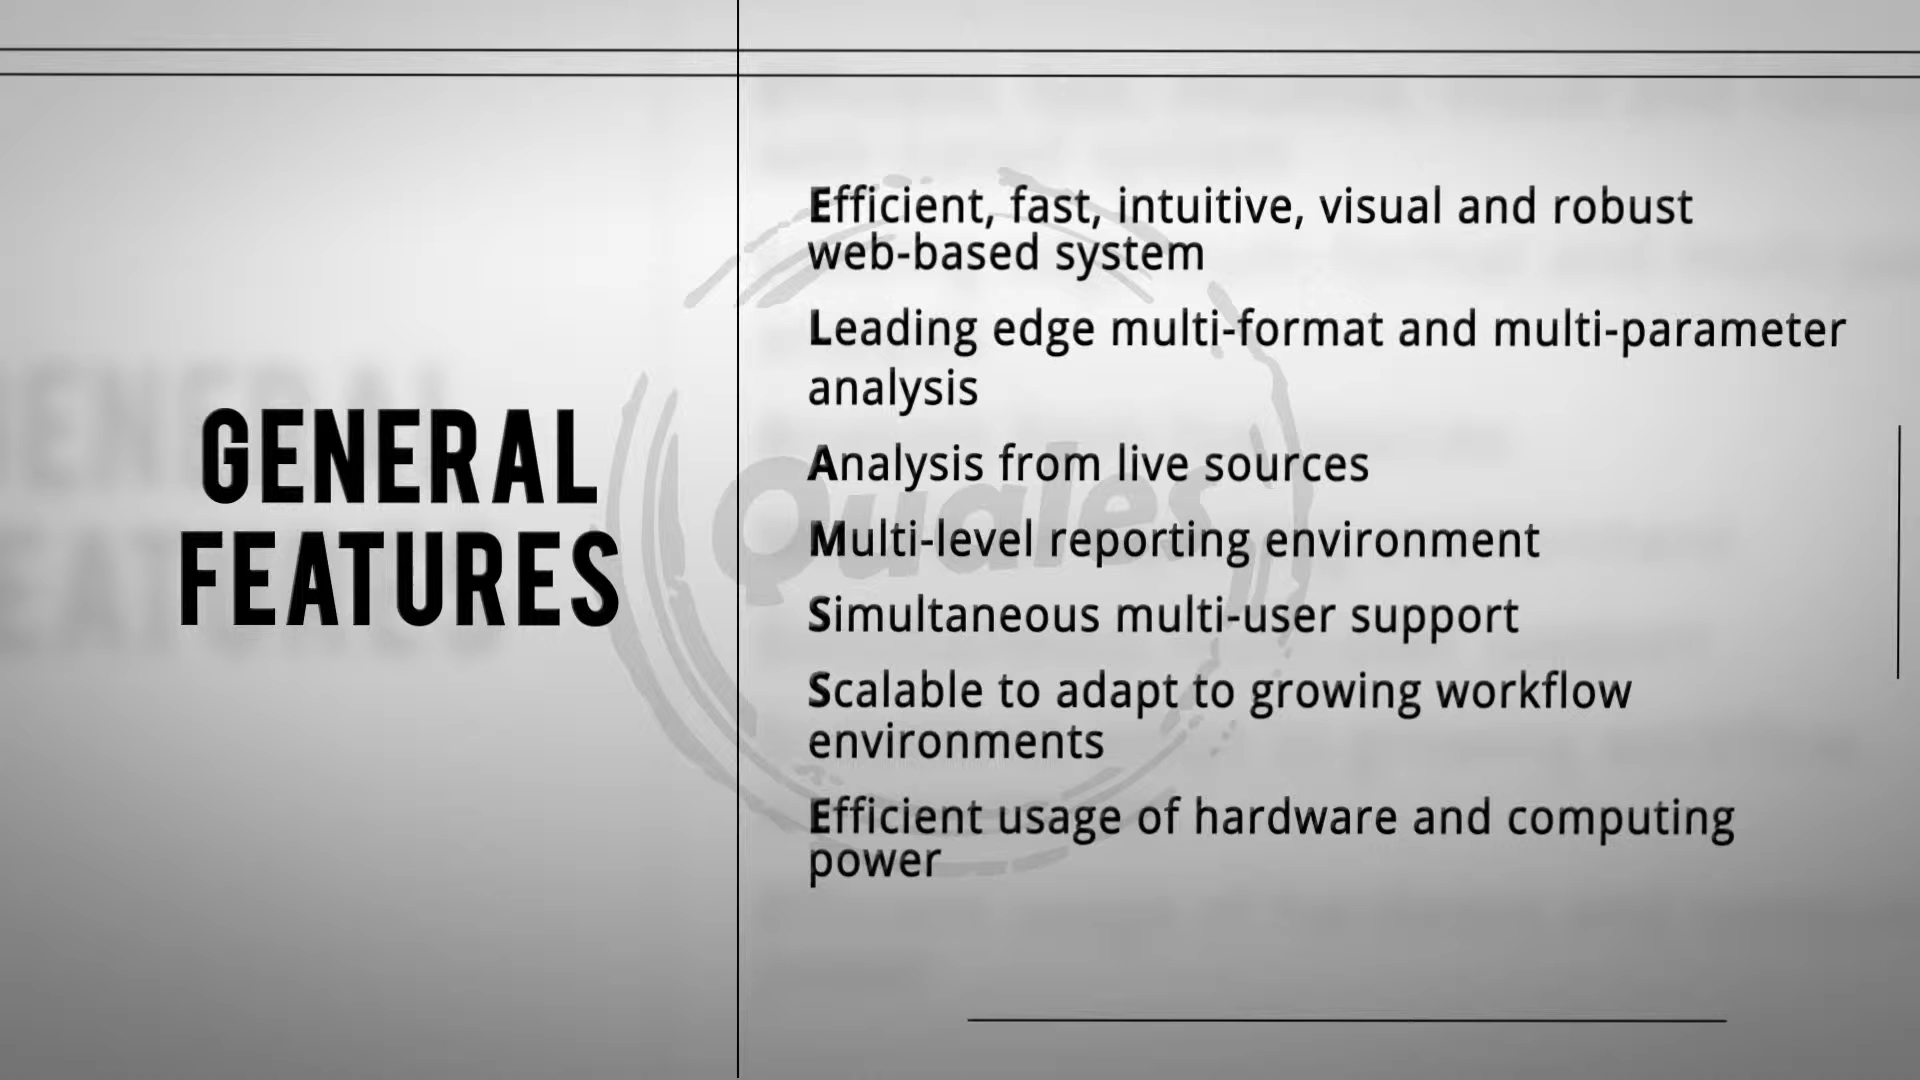 GENERAL
FEATURES
Efficient, fast, intuitive, visual and robust
web-based system
Leading edge multi-format and multi-parameter
analysis
Analysis from live sources
Multi-level reporting environment
Simultaneous multi-user support
Scalable to adapt to growing workflow
environments
Efficient usage of hardware and computing
power
Quales